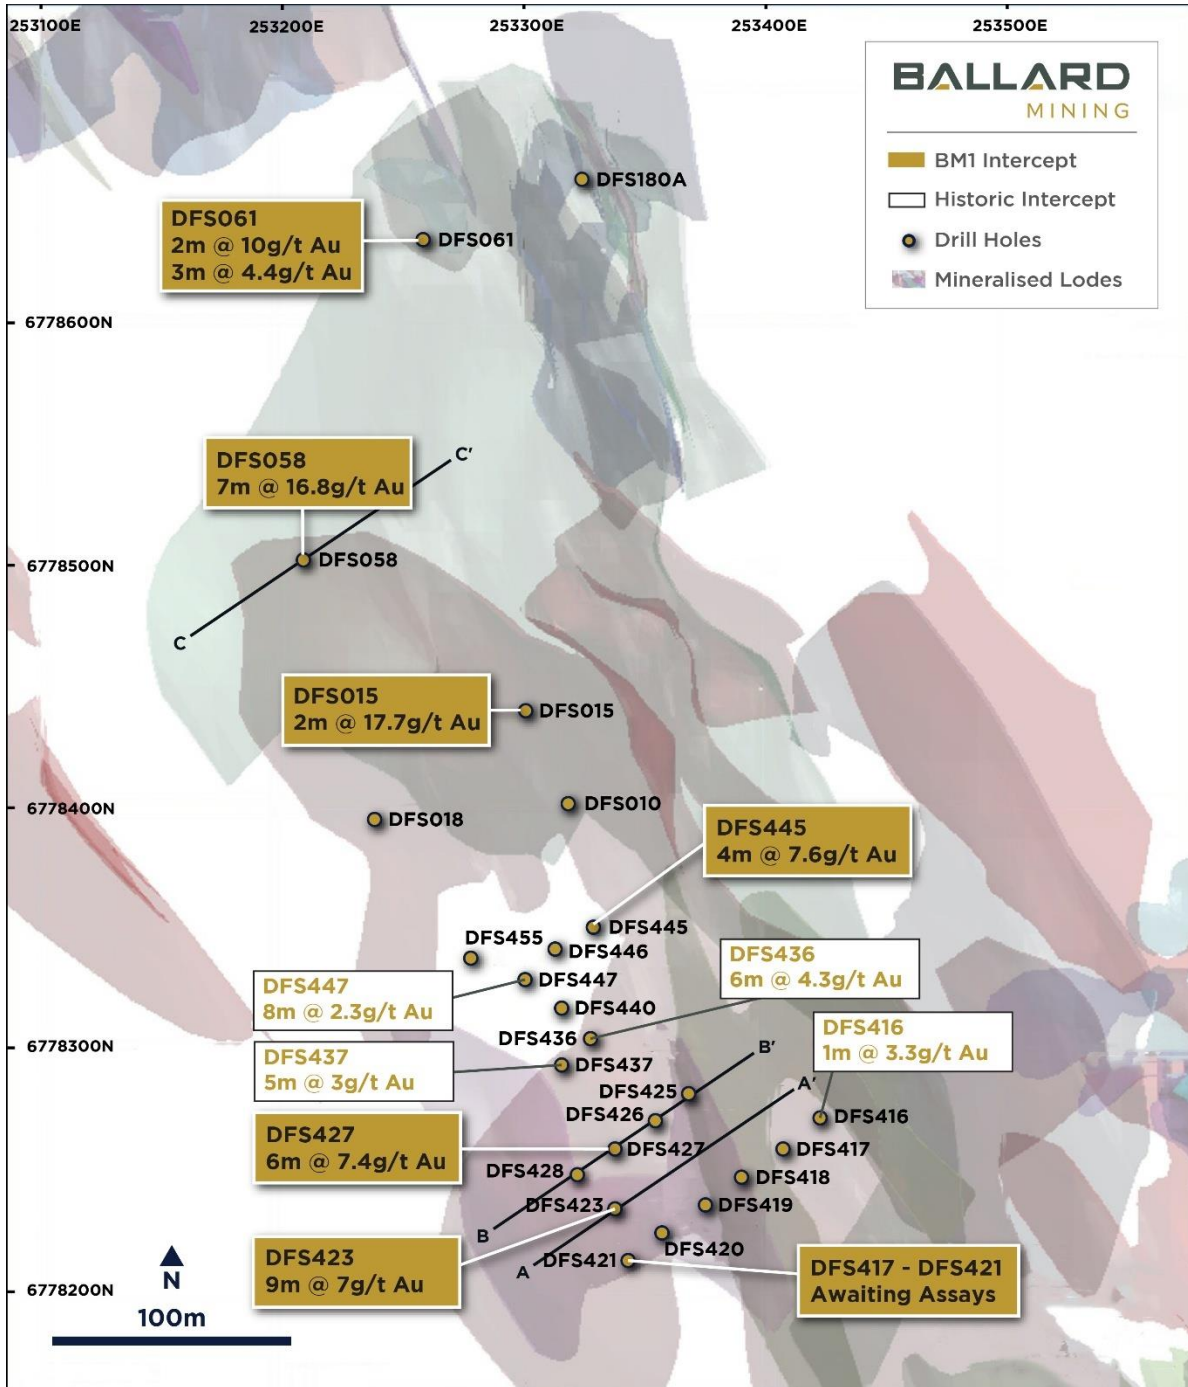 253100E
253200E
253300E
253400E
253500E
BALLARD
MINING
BM1 Intercept
Historic Intercept
Drill Holes
Mineralised Lodes
DFS180A
DFS061
2m @ 10g/t Au
3m @ 4.4g/t Au
DFS061
6778600N
DFS058
7m @ 16.8g/t Au
C'
6778500N
DFS058
C
DFS015
2m @ 17.7g/t Au
DFS015
6778400N
DFS018
DFS010
DFS445
4m @ 7.6g/t Au
DFS445
DFS455
DFS446
DFS436
6m @ 4.3g/t Au
DFS447
8m @ 2.3g/t Au
DFS447
DFS440
DFS416
1m @ 3.3g/t Au
6778300N
DFS436
DFS437
5m @ 3g/t Au
DFS437
B'
A'
DFS425
DFS426
DFS416
DFS427
6m @ 7.4g/t Au
DFS427
DFS417
DFS428
DFS418
DFS423
DFS419
B
DFS420
DFS423
9m @ 7g/t Au
A
DFS421
DFS417 - DFS421
Awaiting Assays
6778200N
N
100m